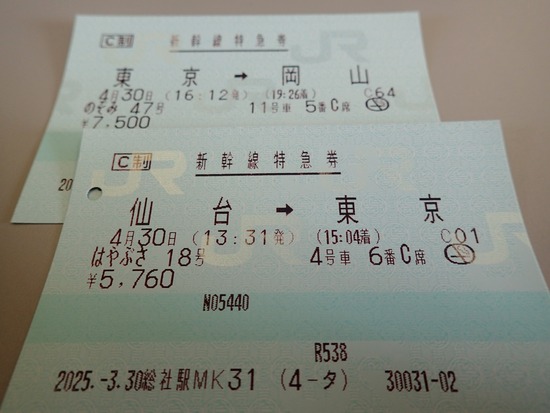 C制 新幹線特急券
東京→岡山
4月30日 (16:12発) (19:26着) C64
のぞみ 47号 11号車 5番C席
¥7,500
20
C制 新幹線特急券
仙台→東京
4月30日 (13:31発) (15:04着) C01
はやぶさ 18号 4号車 6番C席
¥5,760
N05440
R538
2025.-3.30総社駅MK31 (4-タ) 30031-02